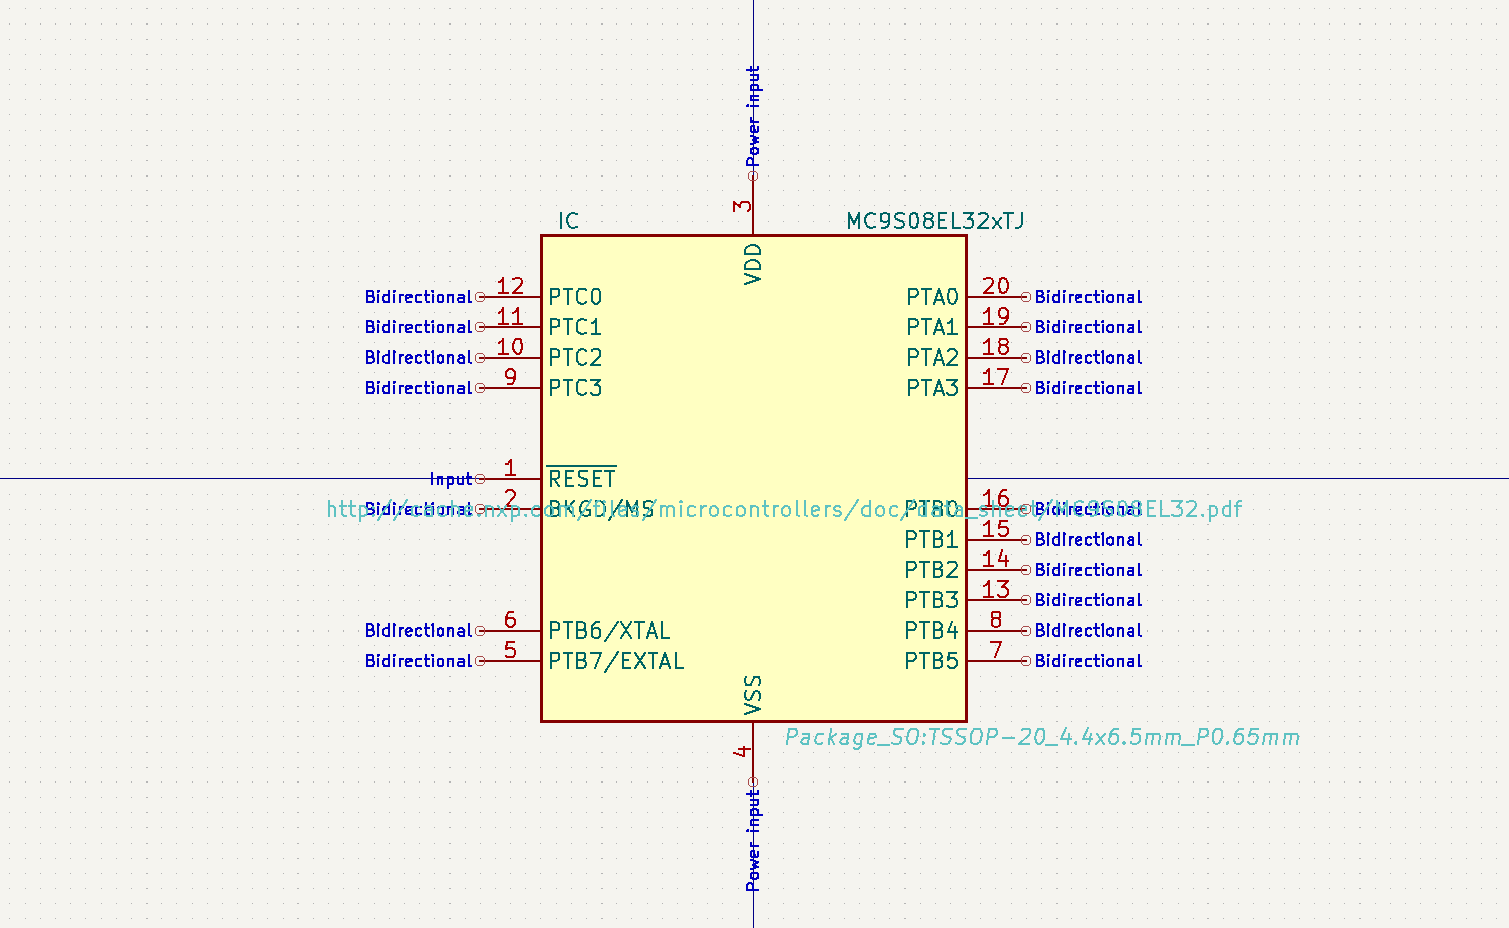 Power input
3
IC MC9S08EL32xTJ
VDD
Bidirectional 12 PTC0 PTA0 20 Bidirectional
Bidirectional 11 PTC1 PTA1 19 Bidirectional
Bidirectional 10 PTC2 PTA2 18 Bidirectional
Bidirectional 9 PTC3 PTA3 17 Bidirectional
Input 1 RESET
Bidirectional 2 BKGD/MS PTB0 16 Bidirectional
http://cache.nxp.com/files/microcontrollers/doc/data_sheet/MC9S08EL32.pdf
PTB1 15 Bidirectional
PTB2 14 Bidirectional
PTB3 13 Bidirectional
Bidirectional 6 PTB6/XTAL PTB4 8 Bidirectional
Bidirectional 5 PTB7/EXTAL PTB5 7 Bidirectional
VSS
Package_SO:TSSOP-20_4.4x6.5mm_P0.65mm
4
Power input